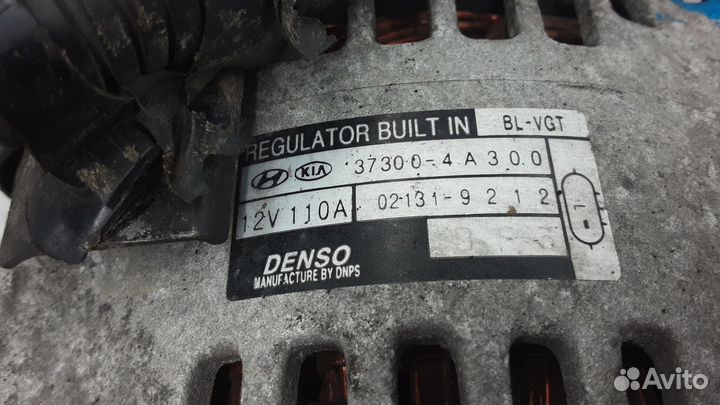 REGULATOR BUILT IN BL-VGT
KIA 37300-4A300
12V 110A 02131-9212
DENSO
MANUFACTURE BY DNPS
Avito